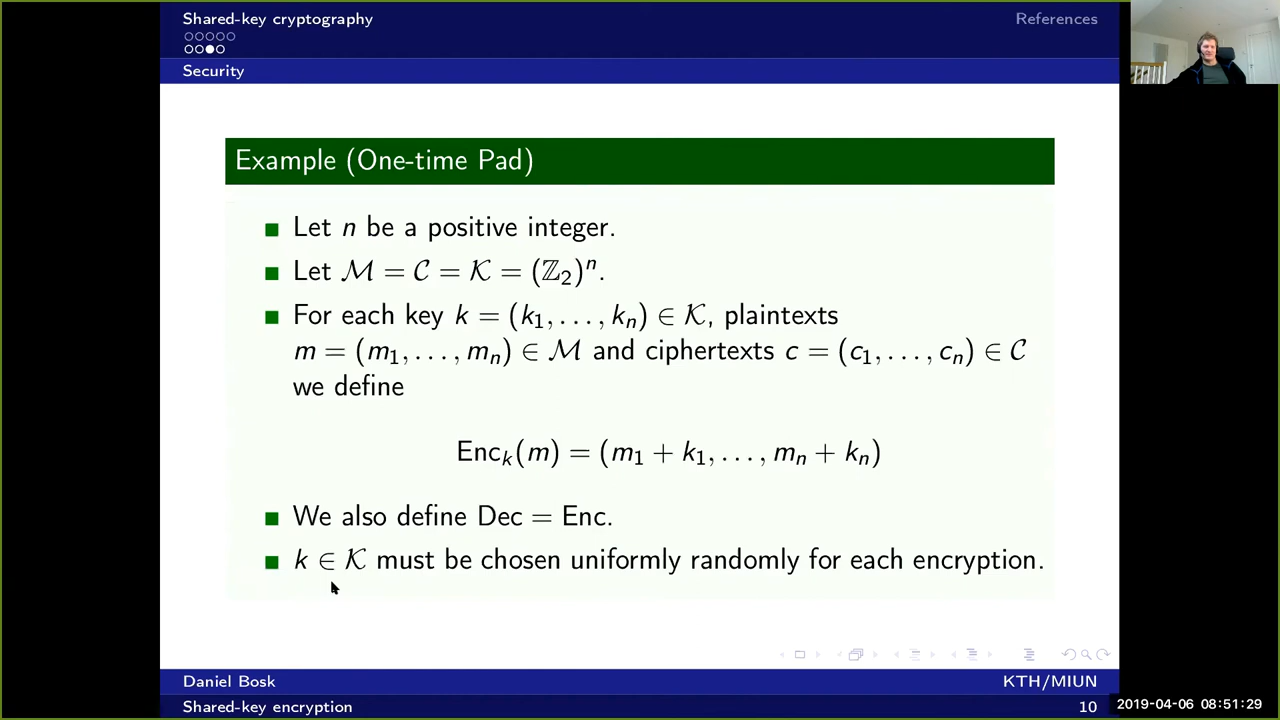 Shared-key cryptography
References
Security
Example (One-time Pad)
Let n be a positive integer.
Let ℳ = 𝒞 = 𝒦 = (ℤ₂)ⁿ.
For each key k = (k₁, . . . , kₙ) ∈ 𝒦, plaintexts
m = (m₁, . . . , mₙ) ∈ ℳ and ciphertexts c = (c₁, . . . , cₙ) ∈ 𝒞
we define
Encₖ(m) = (m₁ + k₁, . . . , mₙ + kₙ)
We also define Dec = Enc.
k ∈ 𝒦 must be chosen uniformly randomly for each encryption.
Daniel Bosk
KTH/MIUN
Shared-key encryption
10
2019-04-06 08:51:29